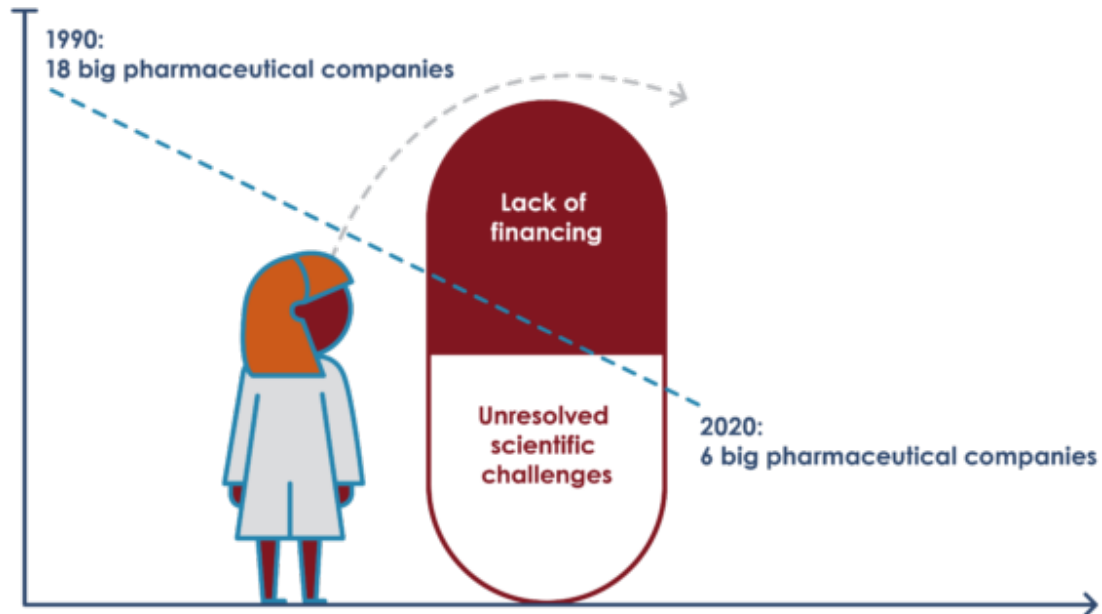 1990:
18 big pharmaceutical companies
Lack of
financing
Unresolved
scientific
challenges
2020:
6 big pharmaceutical companies